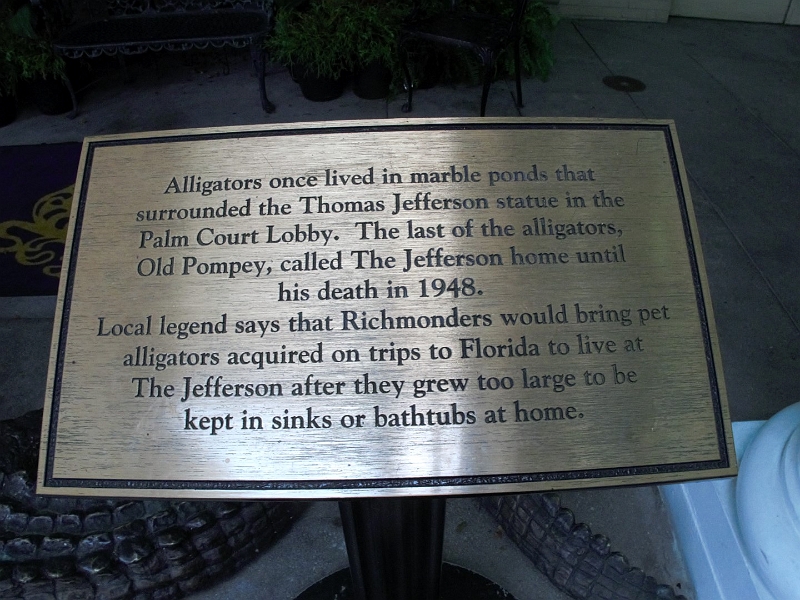 Alligators once lived in marble ponds that
surrounded the Thomas Jefferson statue in the
Palm Court Lobby. The last of the alligators,
Old Pompey, called The Jefferson home until
his death in 1948.
Local legend says that Richmonders would bring pet
alligators acquired on trips to Florida to live at
The Jefferson after they grew too large to be
kept in sinks or bathtubs at home.